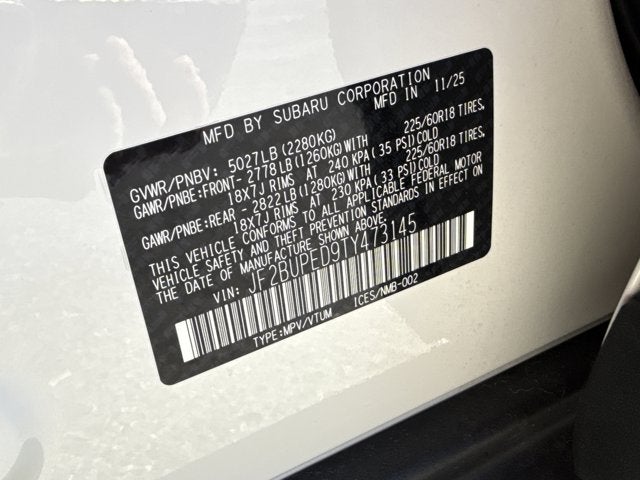 MFD BY SUBARU CORPORATION
MFD IN 11/25
GVWR/PNBV: 5027LB(2280KG)
GAWR/PNBE:FRONT-2778LB(1260KG)WITH 225/60R18 TIRES,
18X7J RIMS AT 240 KPA(35 PSI)COLD
GAWR/PNBE:REAR -2822LB(1280KG)WITH 225/60R18 TIRES,
18X7J RIMS AT 230 KPA(33 PSI)COLD
THIS VEHICLE CONFORMS TO ALL APPLICABLE FEDERAL MOTOR
VEHICLE SAFETY AND THEFT PREVENTION STANDARDS IN EFFECT ON
THE DATE OF MANUFACTURE SHOWN ABOVE.
VIN: JF2BUPED9TY473145
TYPE:MPV/VTUM ICES/NMB-002